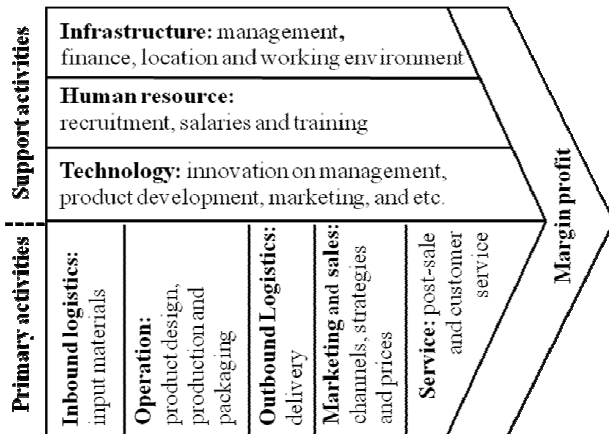 Support activities
Infrastructure: management,
finance, location and working environment
Human resource:
recruitment, salaries and training
Technology: innovation on management,
product development, marketing, and etc.
Primary activities
Inbound logistics:
input materials
Operation:
product design,
production and
packaging
Outbound Logistics:
delivery
Marketing and sales:
channels, strategies
and prices
Service: post-sale
and customer
service
Margin profit